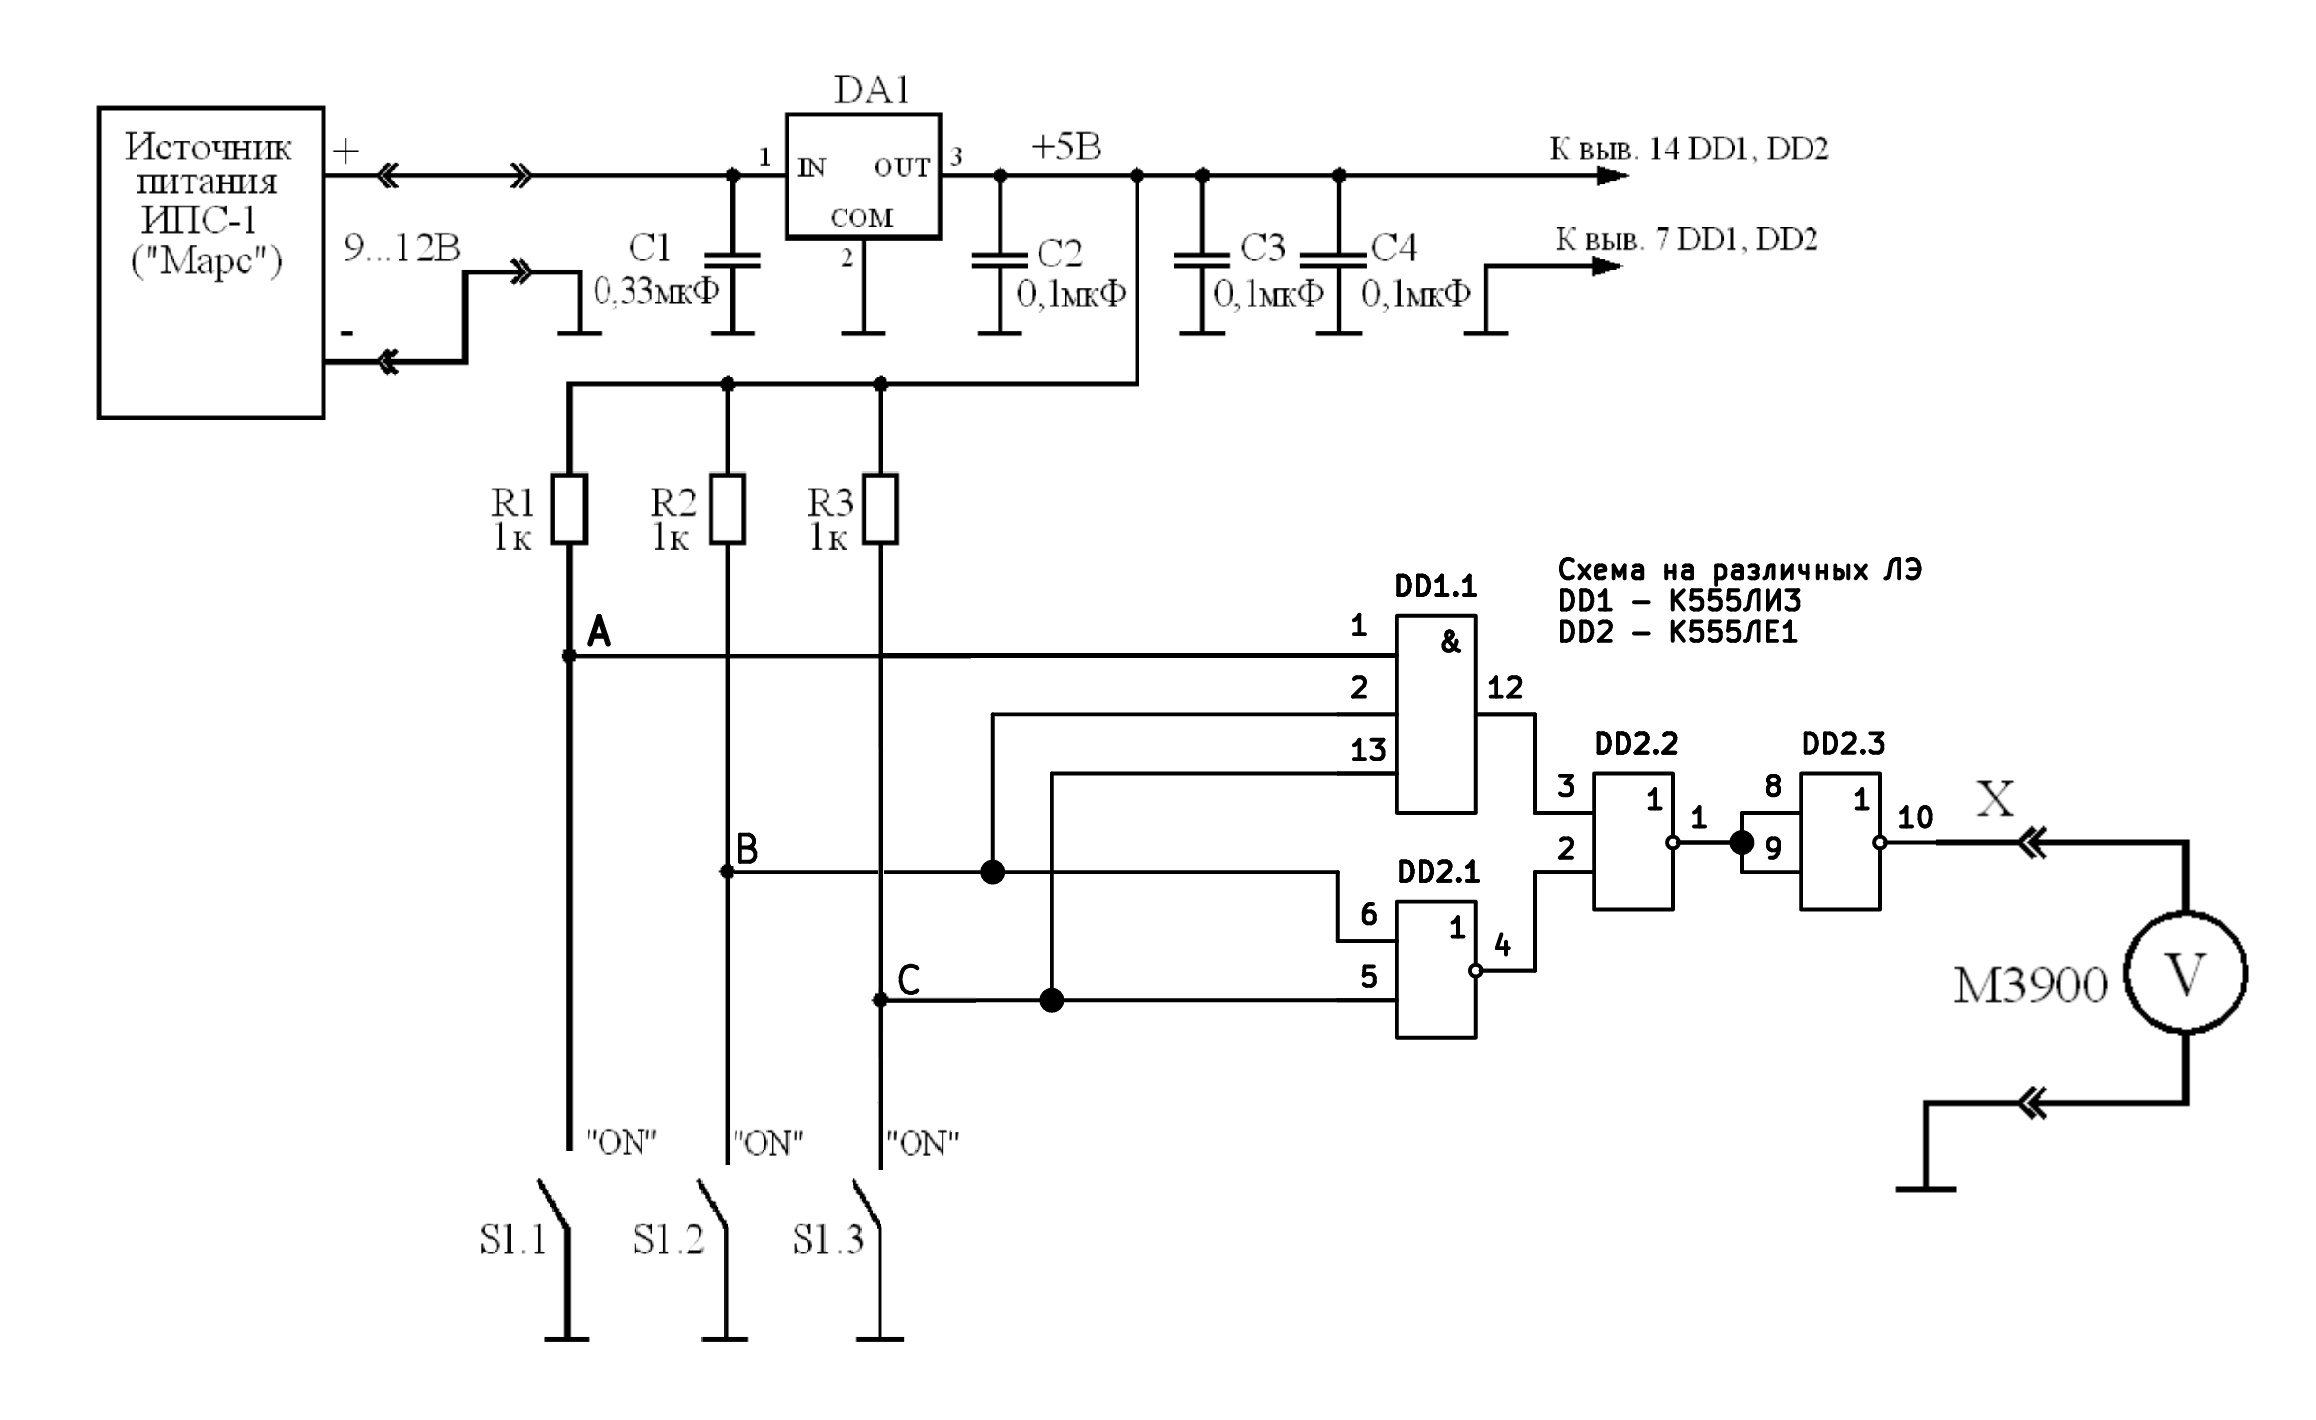 DA1
Источник
питания
ИПС-1
("Марс")
+
9...12В
-
1
IN
OUT
3
COM
2
+5В
К выв. 14 DD1, DD2
К выв. 7 DD1, DD2
C1
0,33мкФ
C2
0,1мкФ
C3
0,1мкФ
C4
0,1мкФ
R1
1к
R2
1к
R3
1к
Схема на различных ЛЭ
DD1 – К555ЛИ3
DD2 – К555ЛЕ1
DD1.1
&
1
2
13
12
A
B
C
DD2.1
1
6
5
4
DD2.2
1
3
2
1
DD2.3
1
8
9
10
X
M3900
V
"ON"
"ON"
"ON"
S1.1
S1.2
S1.3